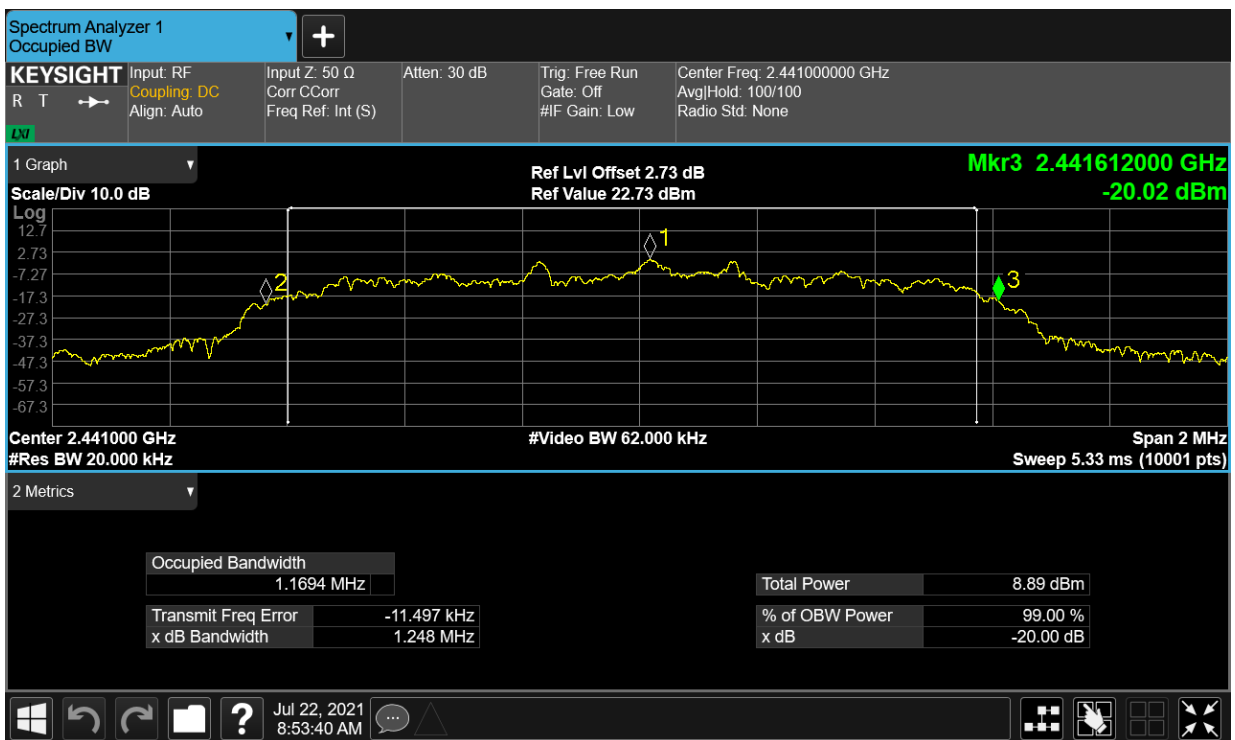 Spectrum Analyzer 1
Occupied BW
▼
+
KEYSIGHT
R T
LXI
Input: RF
Coupling: DC
Align: Auto
Input Z: 50 Ω
Corr CCorr
Freq Ref: Int (S)
Atten: 30 dB
Trig: Free Run
Gate: Off
#IF Gain: Low
Center Freq: 2.441000000 GHz
Avg|Hold: 100/100
Radio Std: None
1 Graph ▼
Scale/Div 10.0 dB
Ref Lvl Offset 2.73 dB
Ref Value 22.73 dBm
Mkr3 2.441612000 GHz
-20.02 dBm
Log
12.7
2.73
-7.27
-17.3
-27.3
-37.3
-47.3
-57.3
-67.3
1
2
3
Center 2.441000 GHz
#Res BW 20.000 kHz
#Video BW 62.000 kHz
Span 2 MHz
Sweep 5.33 ms (10001 pts)
2 Metrics ▼
Occupied Bandwidth
1.1694 MHz
Transmit Freq Error -11.497 kHz
x dB Bandwidth 1.248 MHz
Total Power 8.89 dBm
% of OBW Power 99.00 %
x dB -20.00 dB
?
Jul 22, 2021
8:53:40 AM